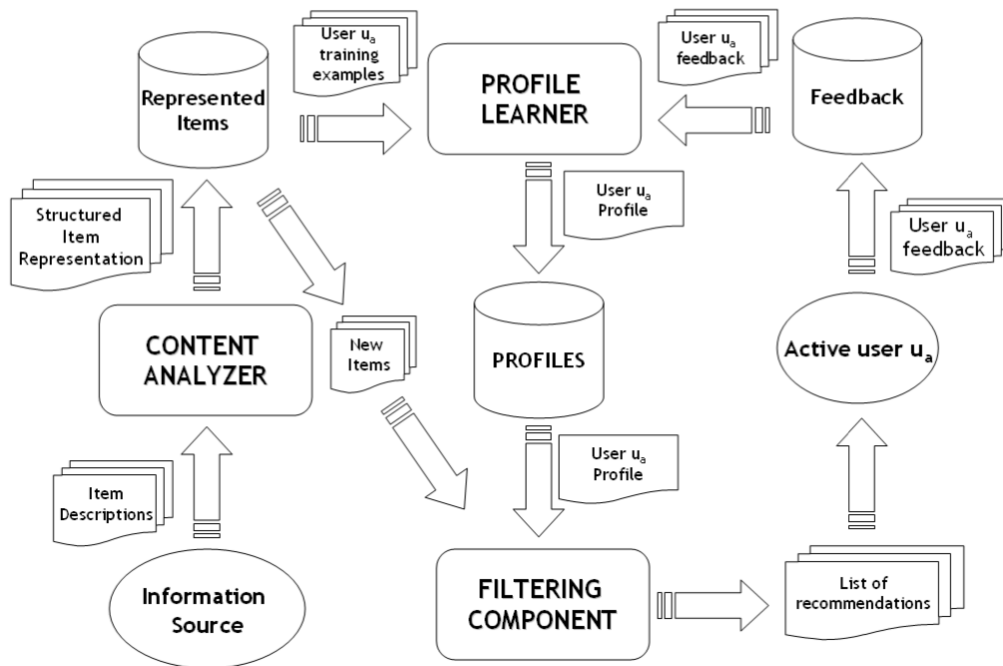 User uₐ
training
examples
User uₐ
feedback
Represented
Items
PROFILE
LEARNER
Feedback
Structured
Item
Representation
User uₐ
Profile
User uₐ
feedback
CONTENT
ANALYZER
New
Items
PROFILES
Active user uₐ
Item
Descriptions
User uₐ
Profile
Information
Source
FILTERING
COMPONENT
List of
recommendations